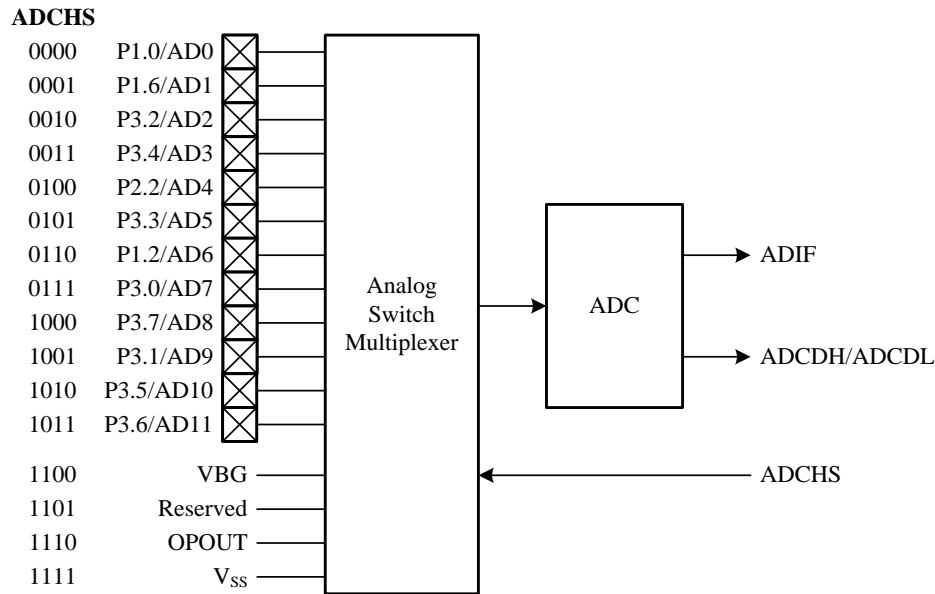 ADCHS
0000 P1.0/AD0
0001 P1.6/AD1
0010 P3.2/AD2
0011 P3.4/AD3
0100 P2.2/AD4
0101 P3.3/AD5
0110 P1.2/AD6
0111 P3.0/AD7
1000 P3.7/AD8
1001 P3.1/AD9
1010 P3.5/AD10
1011 P3.6/AD11
1100 VBG
1101 Reserved
1110 OPOUT
1111 VSS
Analog
Switch
Multiplexer
ADC
ADIF
ADCDH/ADCDL
ADCHS